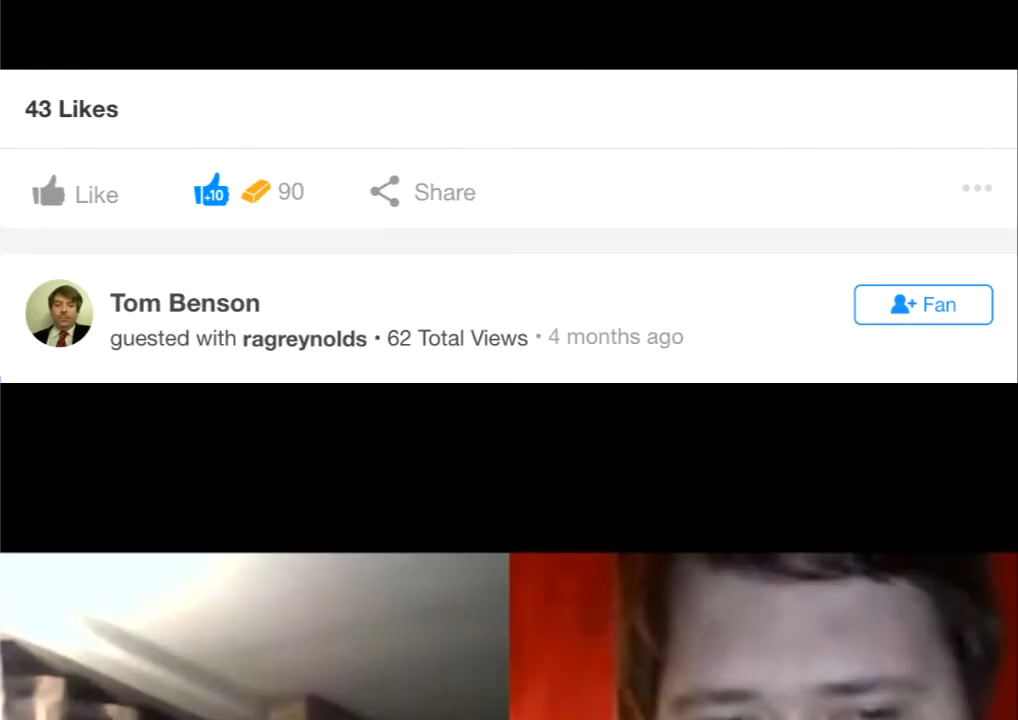 43 Likes
Like +10 90 Share
Tom Benson
Fan
guested with ragreynolds • 62 Total Views • 4 months ago